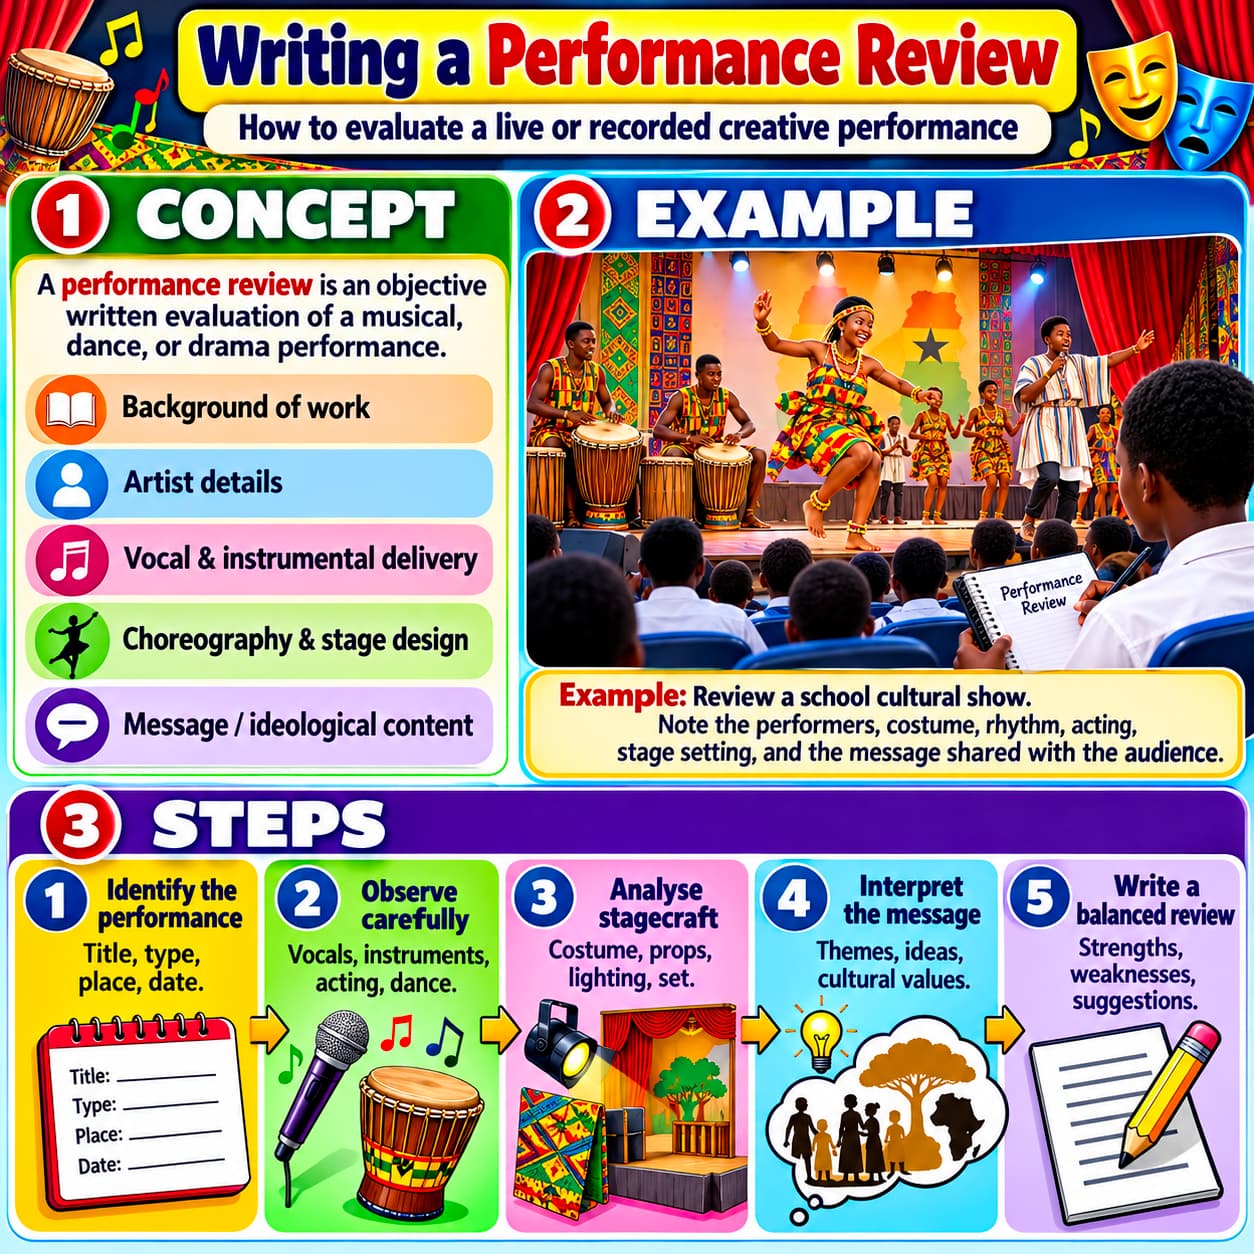 Writing a Performance Review
How to evaluate a live or recorded creative performance
1 CONCEPT
A performance review is an objective
written evaluation of a musical,
dance, or drama performance.
Background of work
Artist details
Vocal & instrumental delivery
Choreography & stage design
Message / ideological content
2 EXAMPLE
Performance
Review
Example: Review a school cultural show.
Note the performers, costume, rhythm, acting,
stage setting, and the message shared with the audience.
3 STEPS
1 Identify the
performance
Title, type,
place, date.
Title:
Type:
Place:
Date:
2 Observe
carefully
Vocals, instruments,
acting, dance.
3 Analyse
stagecraft
Costume, props,
lighting, set.
4 Interpret
the message
Themes, ideas,
cultural values.
5 Write a
balanced review
Strengths,
weaknesses,
suggestions.